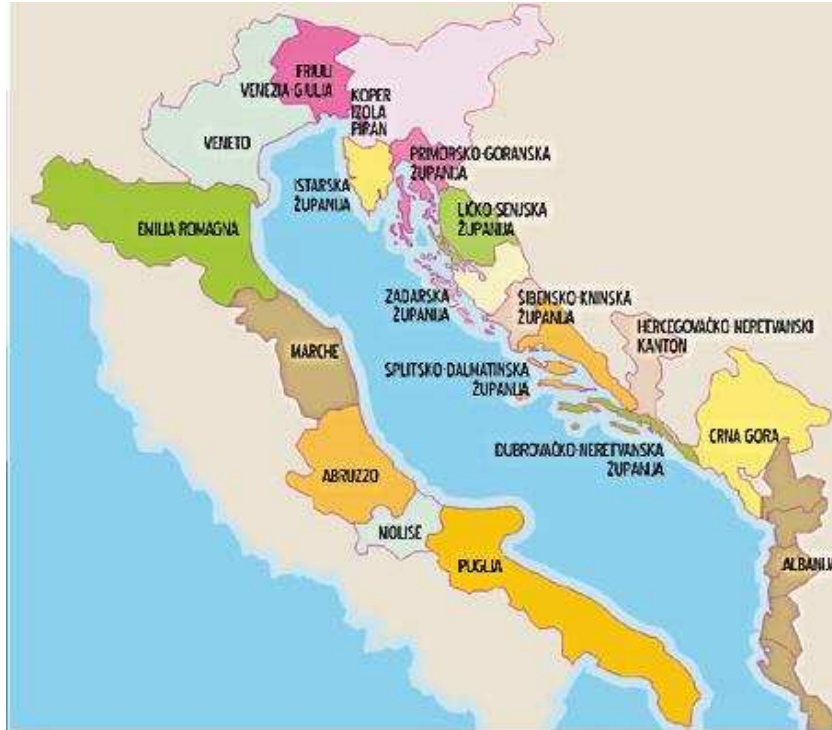 FRIULI
VENEZIA-GIULIA
KOPER
IZOLA
PIRAN
VENETO
PRIMORSKO-GORANSKA
ŽUPANIJA
ISTARSKA
ŽUPANIJA
LIČKO-SENJSKA
ŽUPANIJA
EMILIA ROMAGNA
ZADARSKA
ŽUPANIJA
ŠIBENSKO-KNINSKA
ŽUPANIJA
HERCEGOVAČKO-NERETVANSKI
KANTON
MARCHE
SPLITSKO-DALMATINSKA
ŽUPANIJA
CRNA GORA
DUBROVAČKO-NERETVANSKA
ŽUPANIJA
ABRUZZO
MOLISE
PUGLIA
ALBANIJA